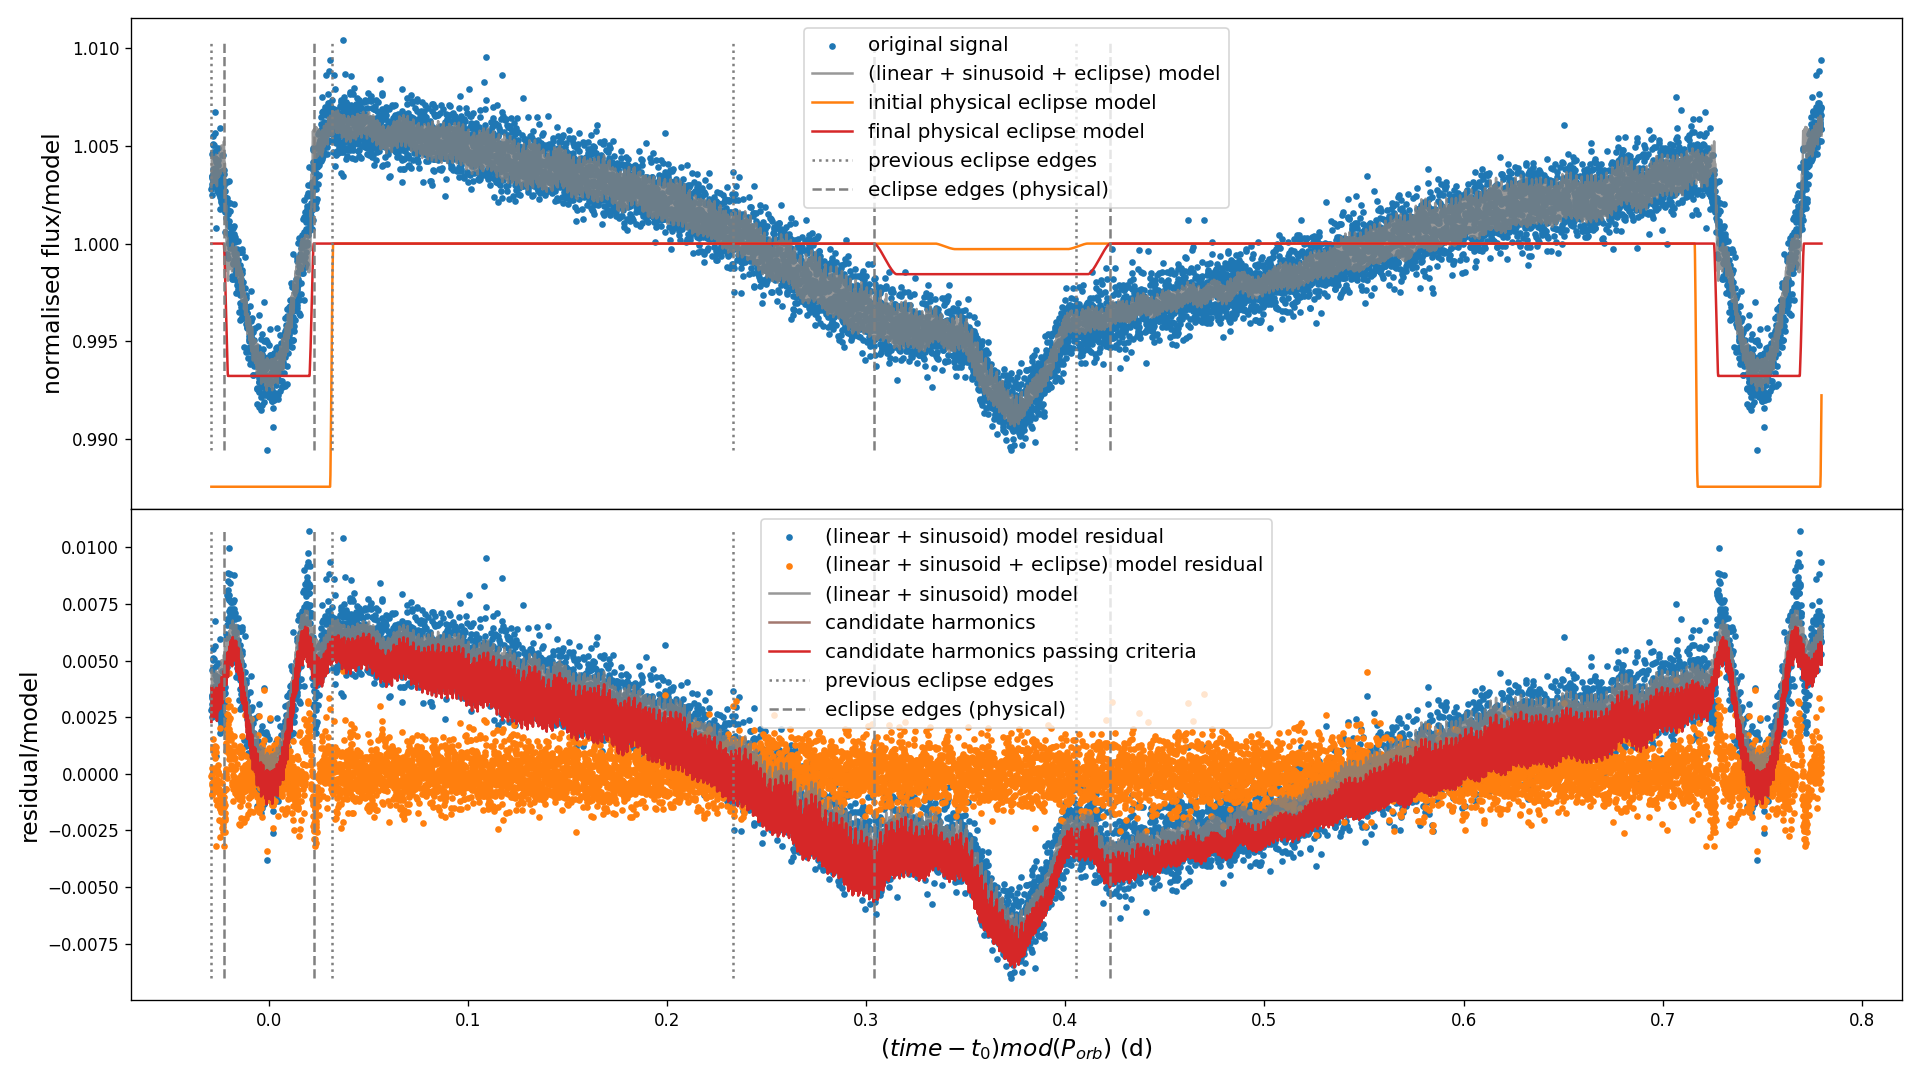 1.010
1.005
1.000
0.995
0.990
normalised flux/model
original signal
(linear + sinusoid + eclipse) model
initial physical eclipse model
final physical eclipse model
previous eclipse edges
eclipse edges (physical)
0.0100
0.0075
0.0050
0.0025
0.0000
−0.0025
−0.0050
−0.0075
residual/model
(linear + sinusoid) model residual
(linear + sinusoid + eclipse) model residual
(linear + sinusoid) model
candidate harmonics
candidate harmonics passing criteria
previous eclipse edges
eclipse edges (physical)
0.0 0.1 0.2 0.3 0.4 0.5 0.6 0.7 0.8
(time − t₀)mod(Pₒᵣb) (d)